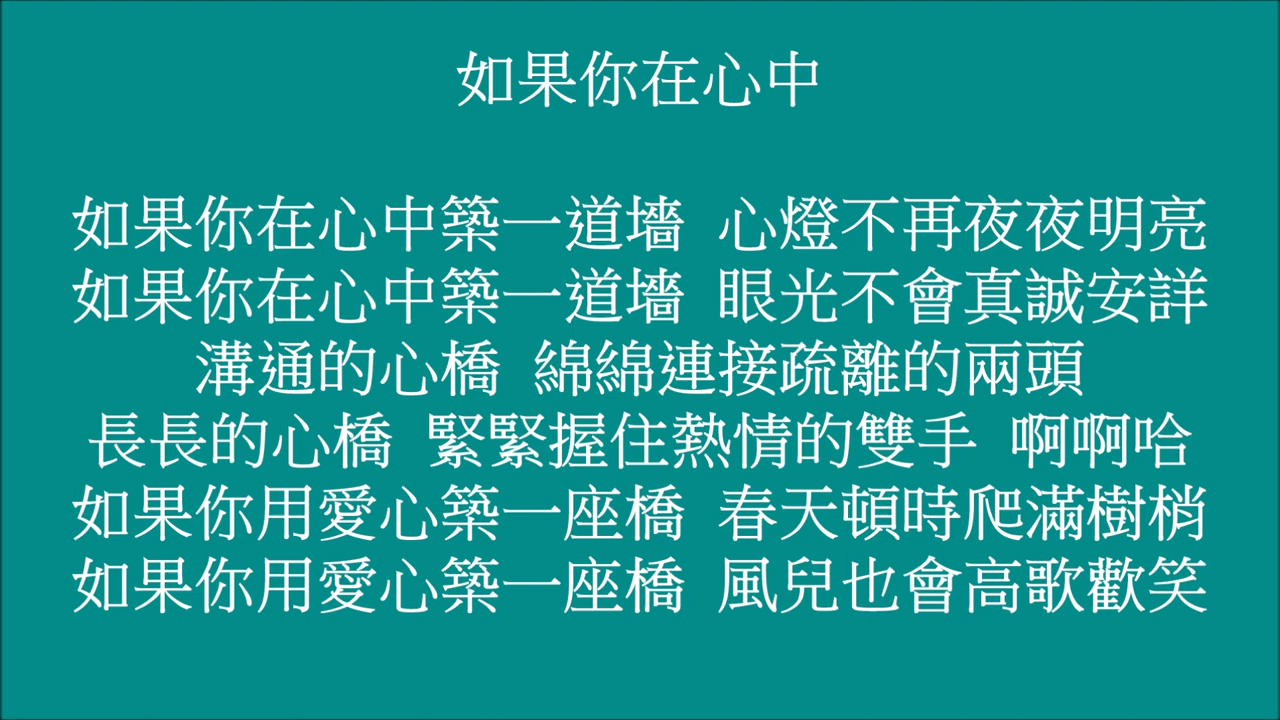 如果你在心中
如果你在心中築一道墻 心燈不再夜夜明亮
如果你在心中築一道墻 眼光不會真誠安詳
溝通的心橋 綿綿連接疏離的兩頭
長長的心橋 緊緊握住熱情的雙手 啊啊哈
如果你用愛心築一座橋 春天頓時爬滿樹梢
如果你用愛心築一座橋 風兒也會高歌歡笑